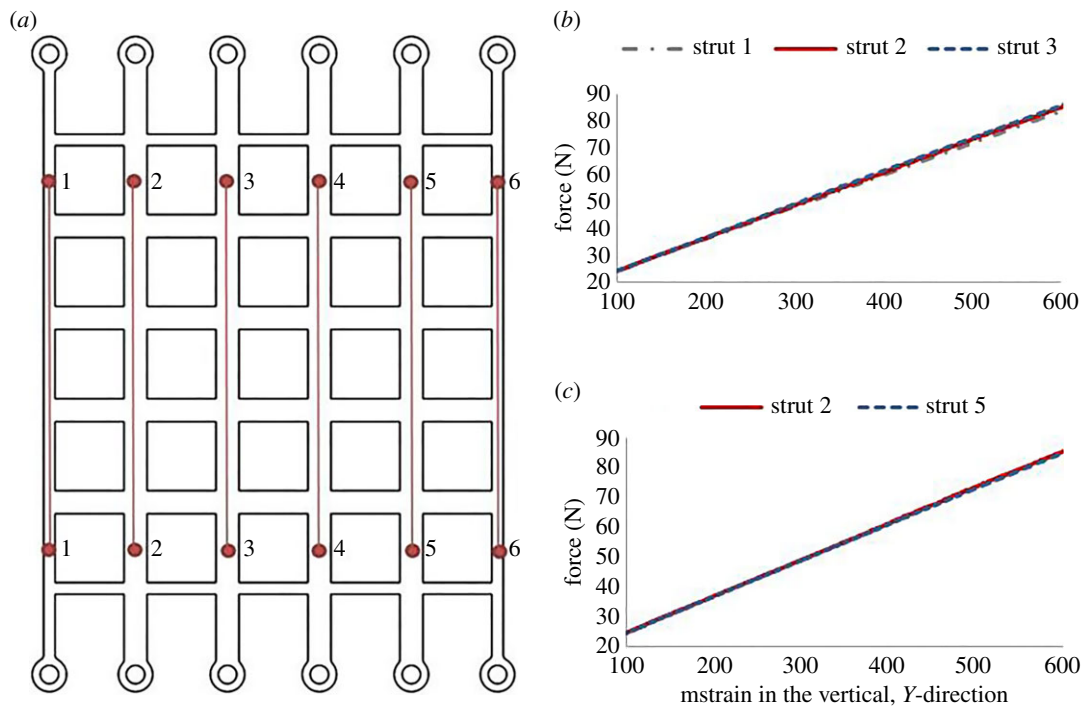 (a)
1 2 3 4 5 6
1 2 3 4 5 6
(b)
strut 1 strut 2 strut 3
force (N)
90
80
70
60
50
40
30
20
100 200 300 400 500 600
(c)
strut 2 strut 5
force (N)
90
80
70
60
50
40
30
20
100 200 300 400 500 600
mstrain in the vertical, Y-direction